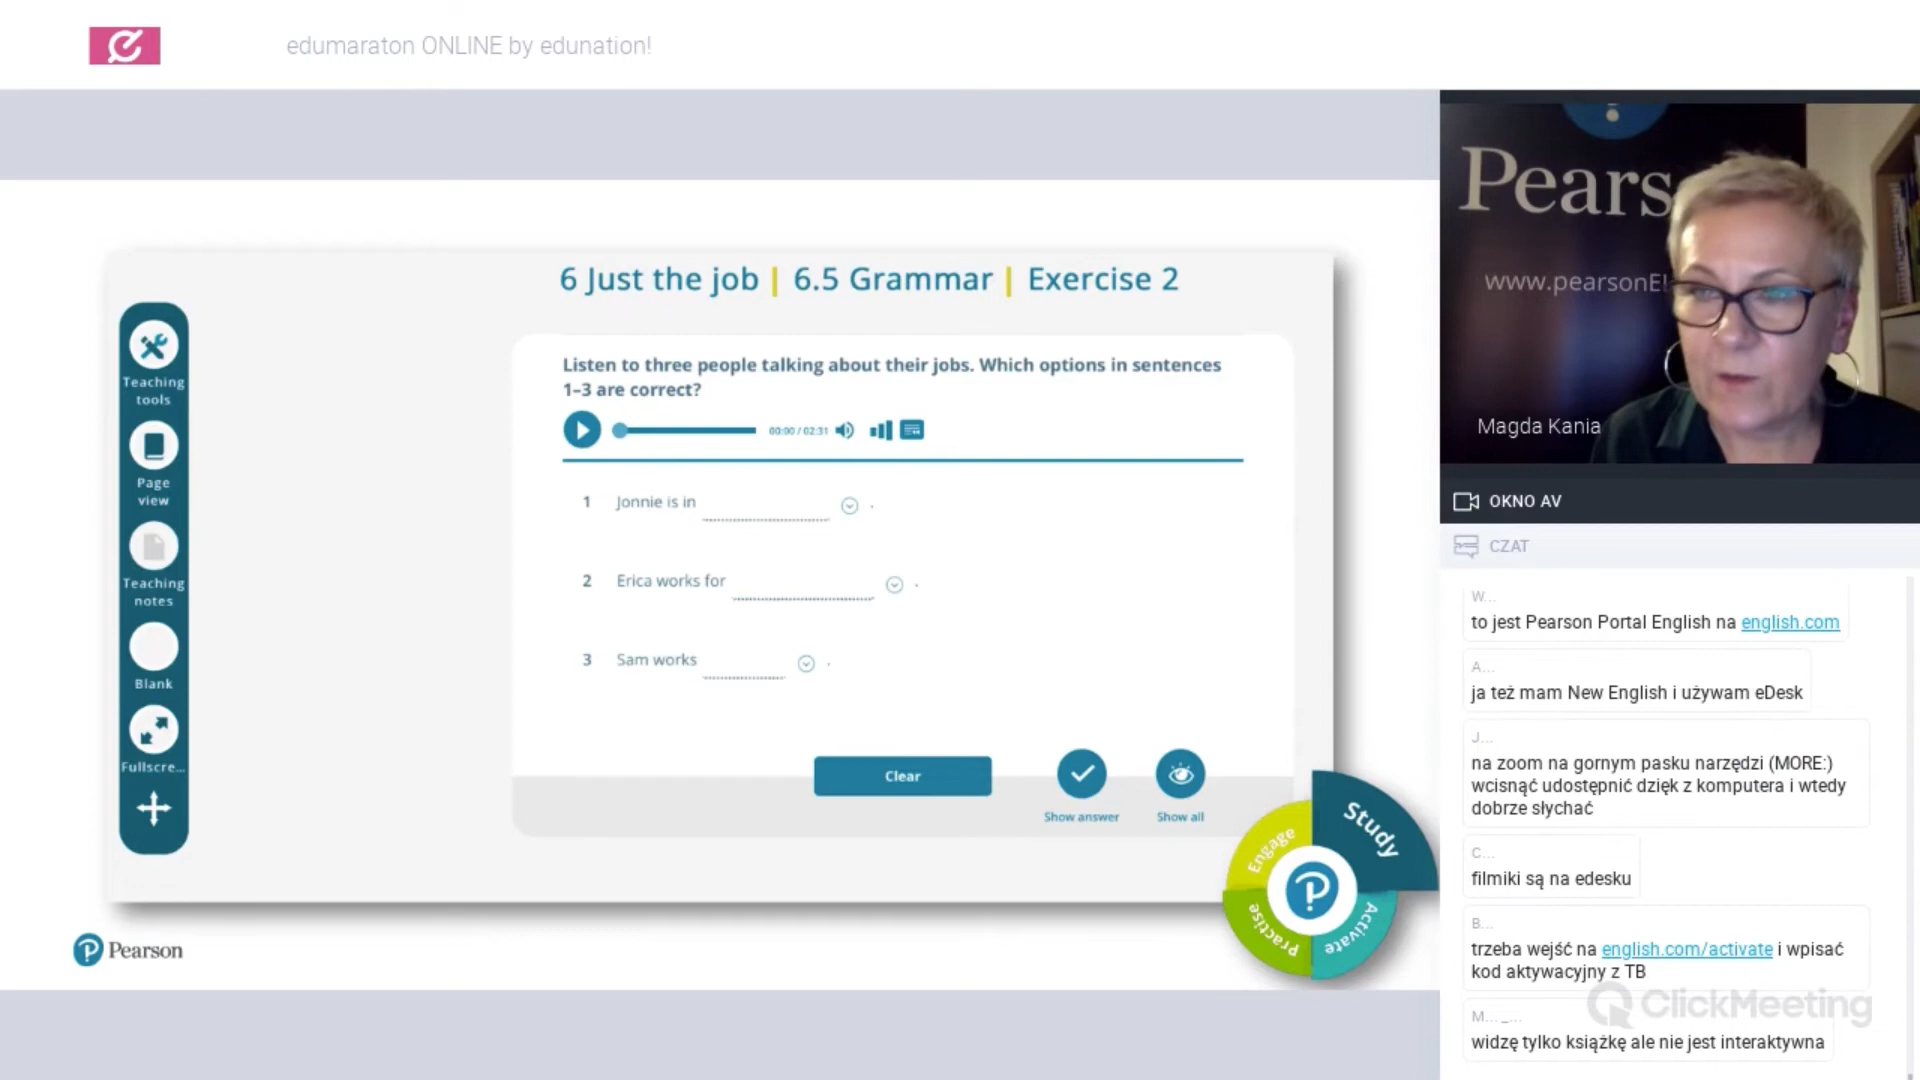 edumaraton ONLINE by edunation!
6 Just the job | 6.5 Grammar | Exercise 2
Teaching
tools
Page
view
Teaching
notes
Blank
Fullscre...
Listen to three people talking about their jobs. Which options in sentences
1–3 are correct?
00:00 / 02:31
1 Jonnie is in .
2 Erica works for .
3 Sam works .
Clear
Show answer
Show all
Engage
Study
Practise
Activate
Pearson
Pears
www.pearsonE
Magda Kania
OKNO AV
CZAT
W...
to jest Pearson Portal English na english.com
A...
ja też mam New English i używam eDesk
J...
na zoom na gornym pasku narzędzi (MORE:)
wcisnąć udostępnić dzięk z komputera i wtedy
dobrze słychać
C...
filmiki są na edesku
B...
trzeba wejść na english.com/activate i wpisać
kod aktywacyjny z TB
M..._...
widzę tylko książkę ale nie jest interaktywna
ClickMeeting